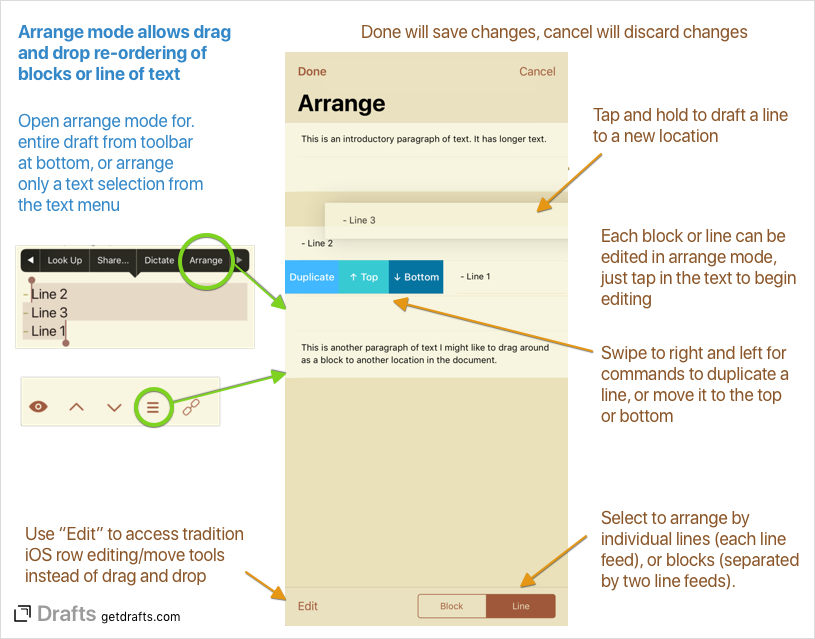 Arrange mode allows drag
and drop re-ordering of
blocks or line of text
Open arrange mode for.
entire draft from toolbar
at bottom, or arrange
only a text selection from
the text menu
Look Up Share... Dictate Arrange
- Line 2
- Line 3
- Line 1
Use “Edit” to access tradition
iOS row editing/move tools
instead of drag and drop
Drafts getdrafts.com
Done will save changes, cancel will discard changes
Done Cancel
Arrange
This is an introductory paragraph of text. It has longer text.
- Line 3
- Line 2
Duplicate ↑ Top ↓ Bottom - Line 1
This is another paragraph of text I might like to drag around
as a block to another location in the document.
Edit Block Line
Tap and hold to draft a line
to a new location
Each block or line can be
edited in arrange mode,
just tap in the text to begin
editing
Swipe to right and left for
commands to duplicate a
line, or move it to the top
or bottom
Select to arrange by
individual lines (each line
feed), or blocks (separated
by two line feeds).